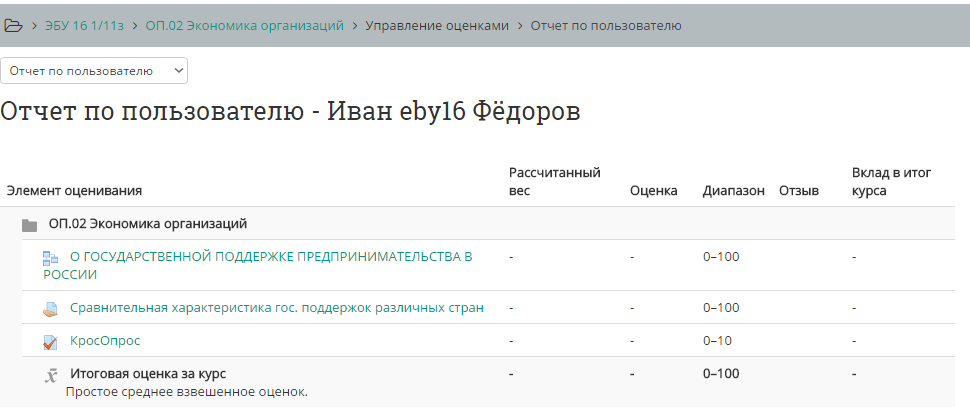 ЭБУ 16 1/11з > ОП.02 Экономика организаций > Управление оценками > Отчет по пользователю
Отчет по пользователю
Отчет по пользователю - Иван eby16 Фёдоров
Элемент оценивания Рассчитанный вес Оценка Диапазон Отзыв Вклад в итог курса
ОП.02 Экономика организаций
О ГОСУДАРСТВЕННОЙ ПОДДЕРЖКЕ ПРЕДПРИНИМАТЕЛЬСТВА В - - 0–100 -
РОССИИ
Сравнительная характеристика гос. поддержок различных стран - - 0–100 -
КросОпрос - - 0–10 -
Итоговая оценка за курс - - 0–100 -
Простое среднее взвешенное оценок.